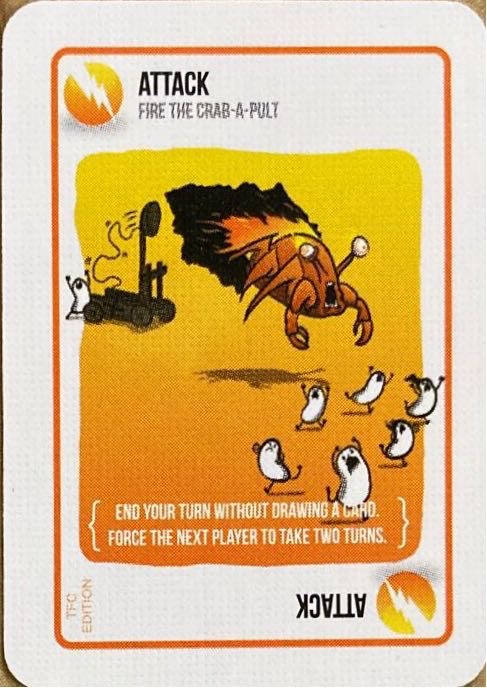 ATTACK
FIRE THE CRAB-A-PULT
END YOUR TURN WITHOUT DRAWING A CARD.
FORCE THE NEXT PLAYER TO TAKE TWO TURNS.
TFC
EDITION
ATTACK